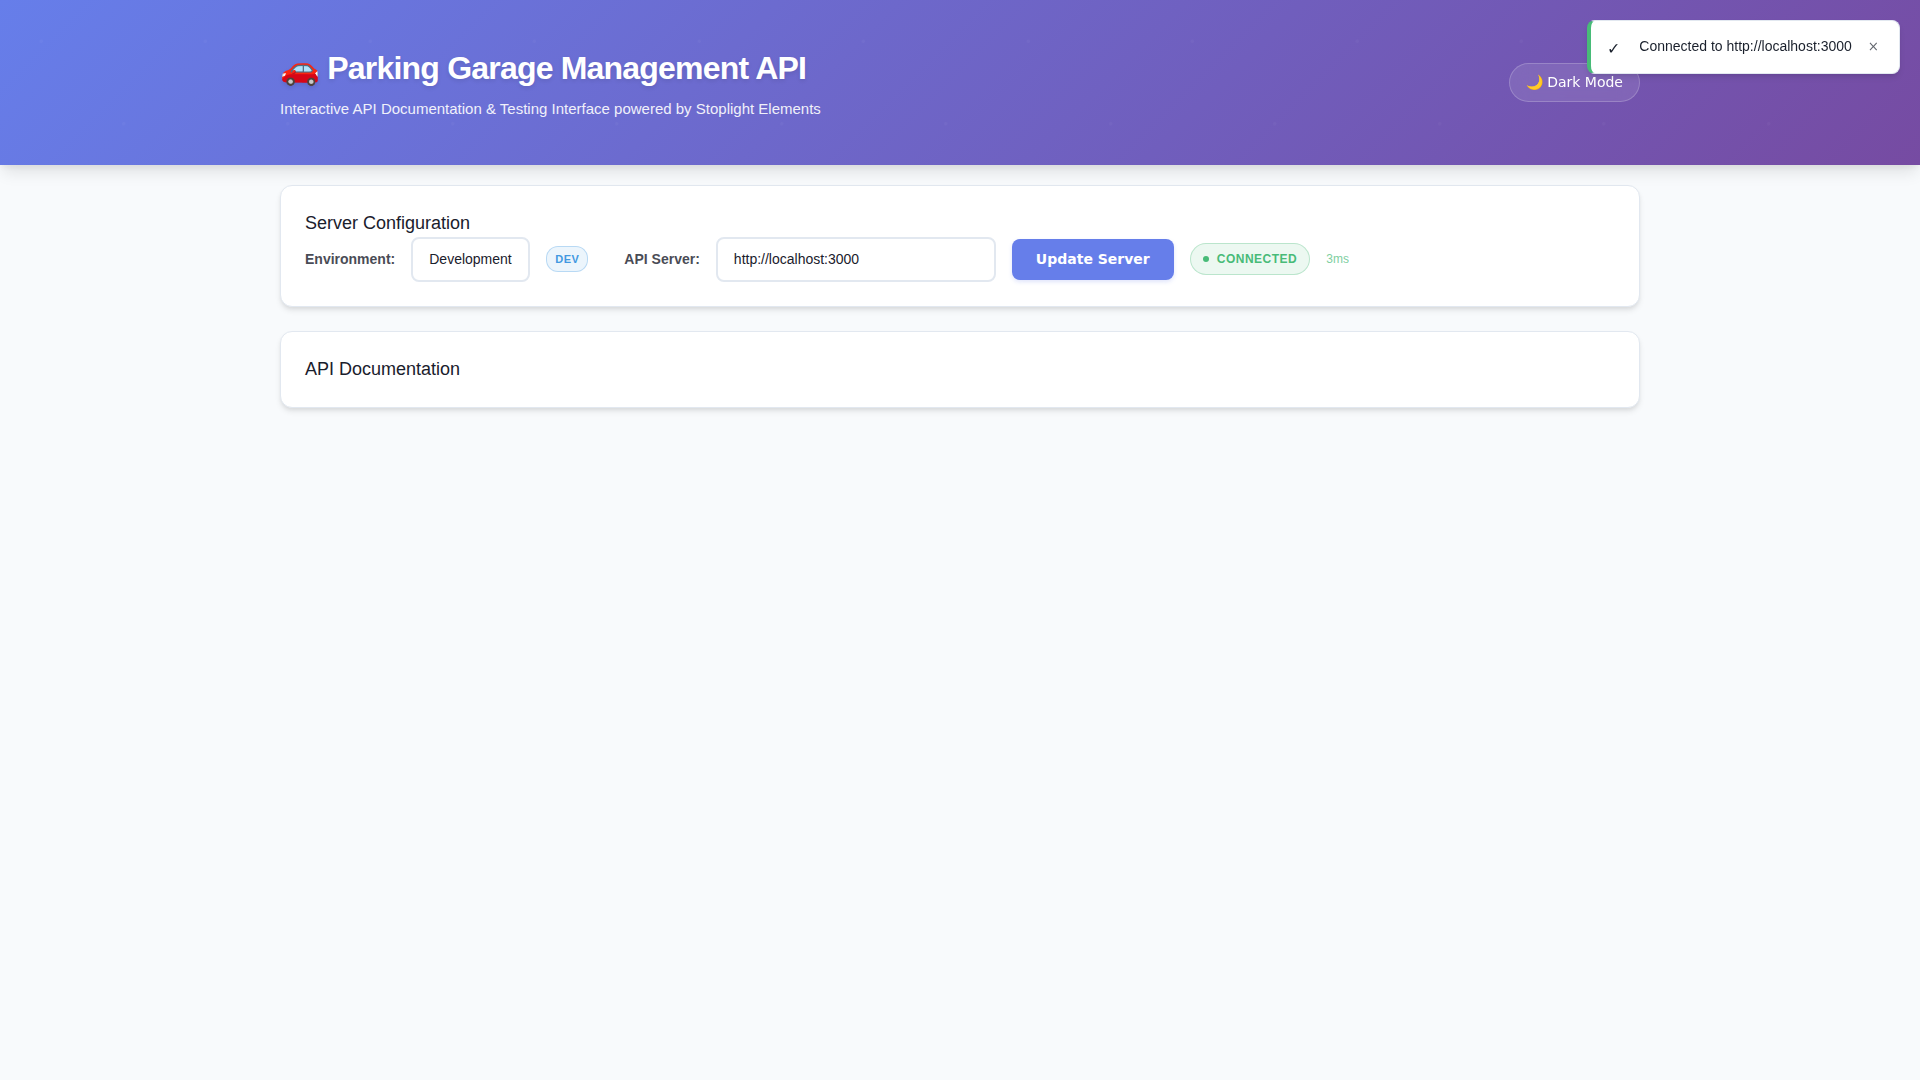 🚗 Parking Garage Management API
Interactive API Documentation & Testing Interface powered by Stoplight Elements
🌙 Dark Mode
✓ Connected to http://localhost:3000 ×
Server Configuration
Environment: Development DEV API Server: http://localhost:3000 Update Server CONNECTED 3ms
API Documentation